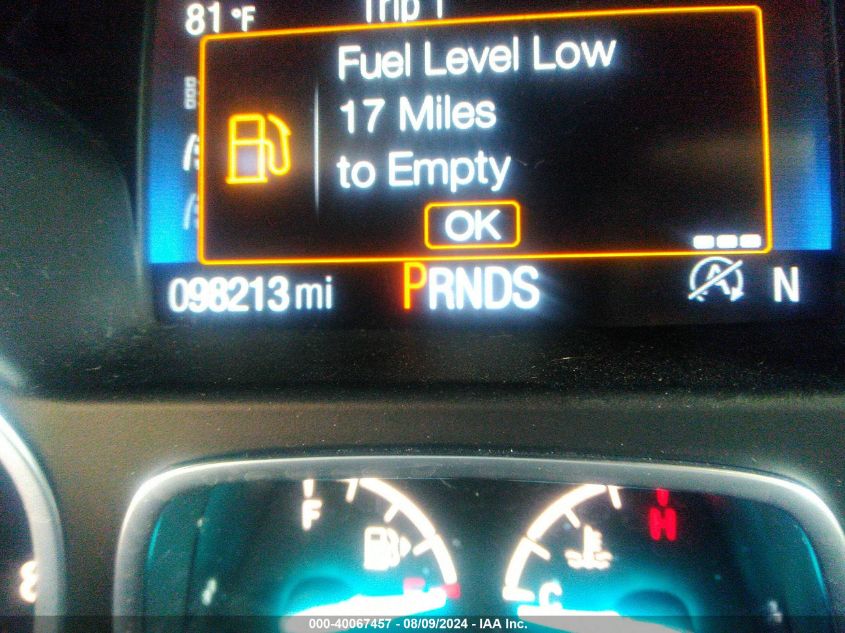 81 °F
Trip 1
Fuel Level Low
17 Miles
to Empty
OK
098213 mi
PRNDS
A
N
F
H
E
C
8
000-40067457 - 08/09/2024 - IAA Inc.